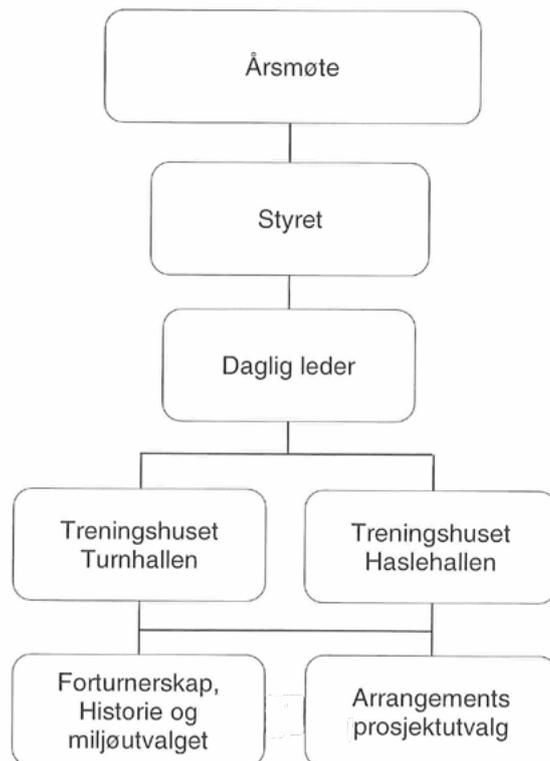 Årsmøte
Styret
Daglig leder
Treningshuset
Turnhallen
Treningshuset
Haslehallen
Forturnerskap,
Historie og
miljøutvalget
Arrangements
prosjektutvalg